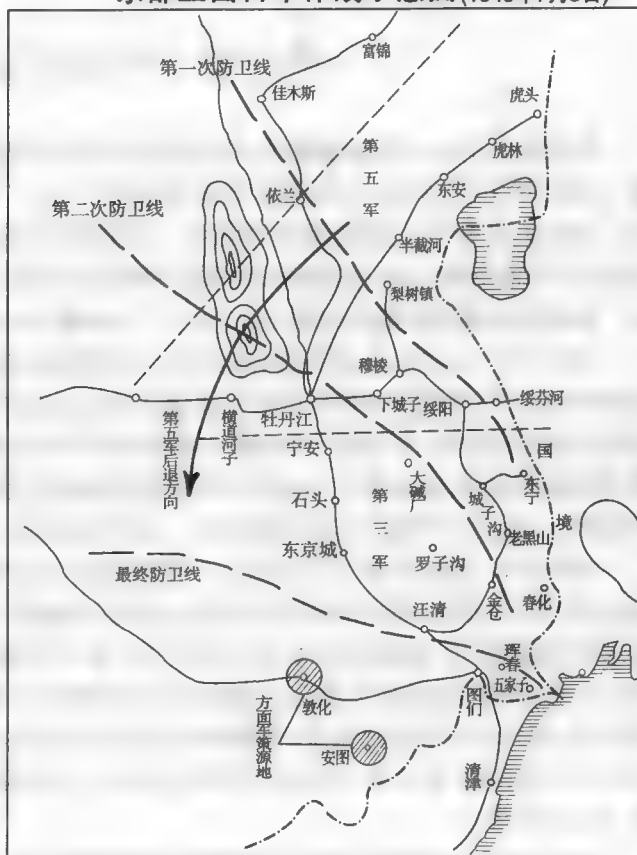 第一次防卫线
富锦
佳木斯
虎头
虎林
第五军
东安
依兰
第二次防卫线
半截河
梨树镇
穆棱
下城子
绥阳
绥芬河
牡丹江
横道河子
第五军后退方向
宁安
国境
大碱厂
东宁
城子沟
石头
第三军
老黑山
东京城
罗子沟
最终防卫线
金仓
春化
汪清
珲春
五家子
图们
敦化
方面军策源地
安图
清津